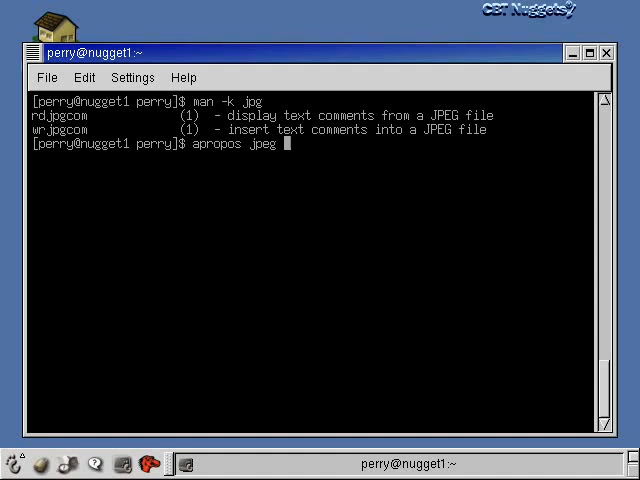 CBT Nuggets
perry@nugget1:~
File Edit Settings Help
[perry@nugget1 perry]$ man -k jpg
rdjpgcom (1) - display text comments from a JPEG file
wrjpgcom (1) - insert text comments into a JPEG file
[perry@nugget1 perry]$ apropos jpeg
perry@nugget1:~